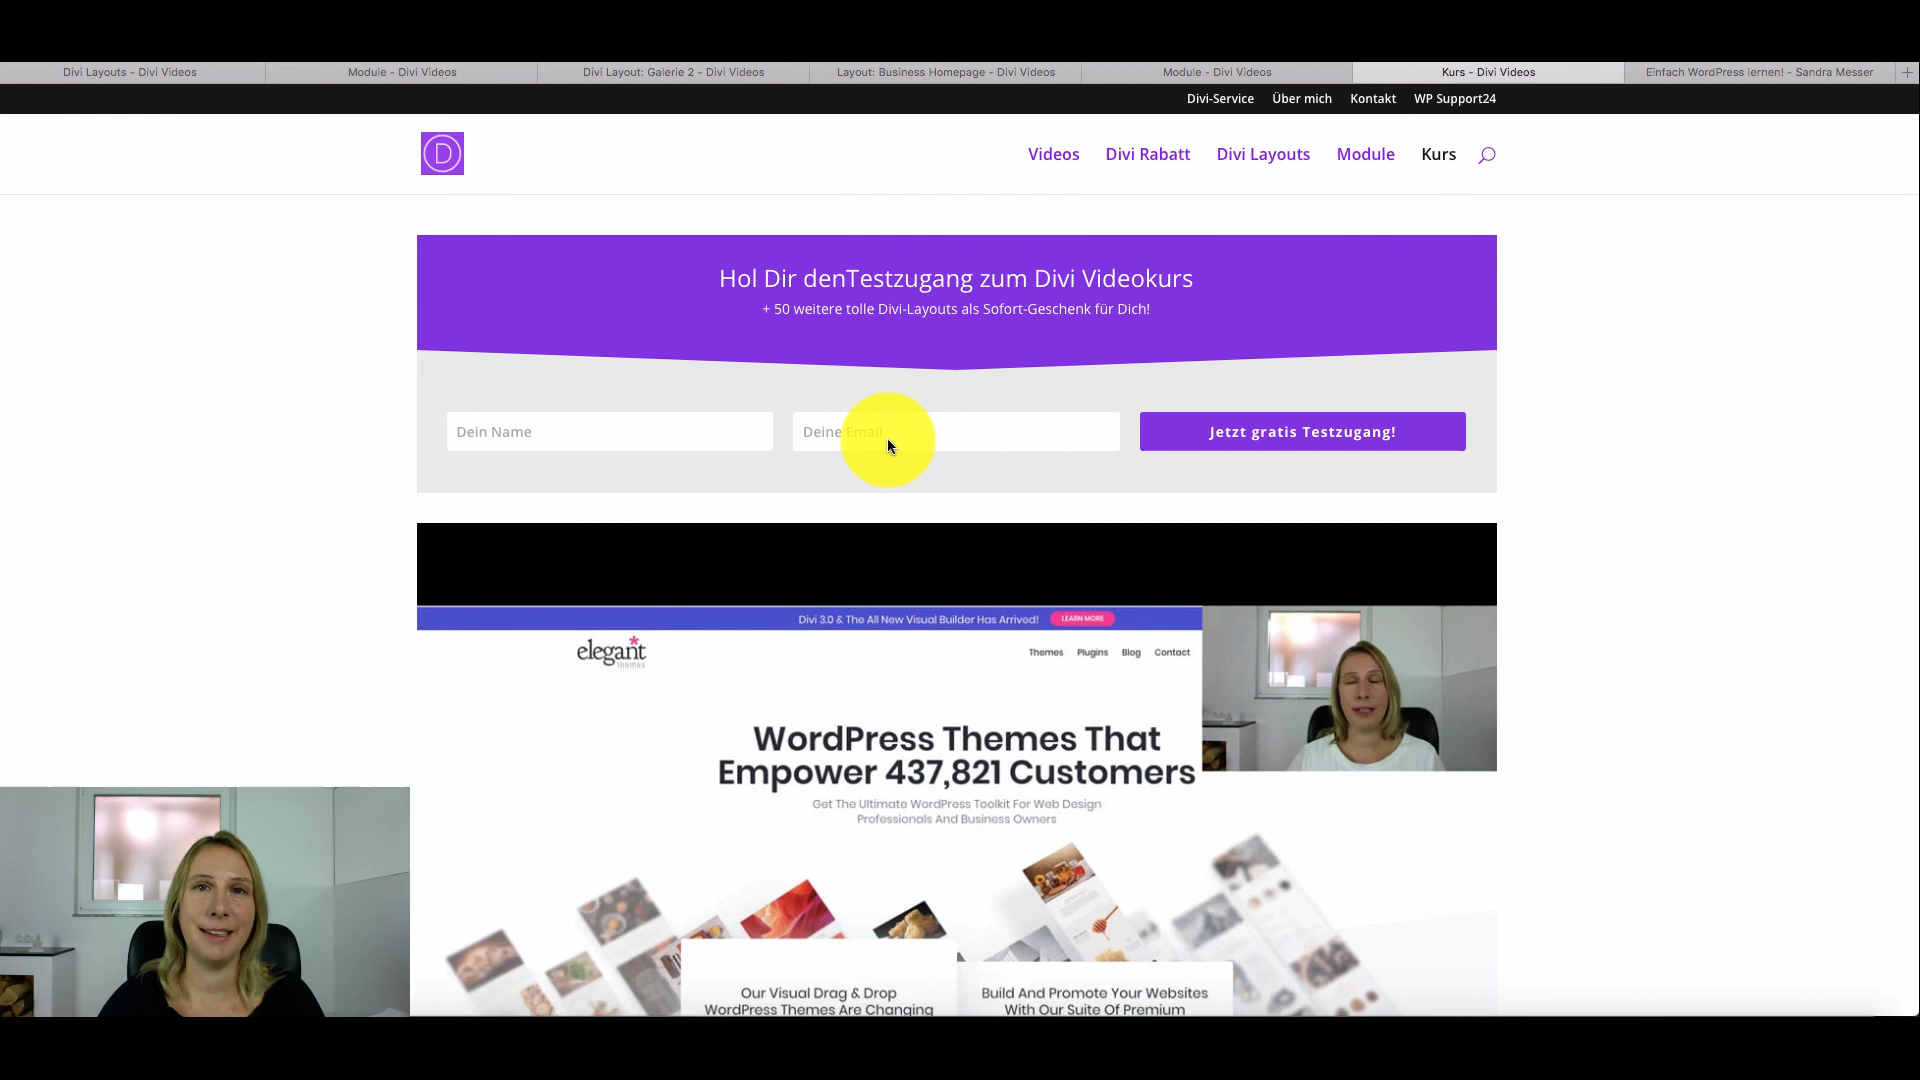 Divi Layouts - Divi Videos
Module - Divi Videos
Divi Layout: Galerie 2 - Divi Videos
Layout: Business Homepage - Divi Videos
Module - Divi Videos
Kurs - Divi Videos
Einfach WordPress lernen! - Sandra Messer
Divi-Service
Über mich
Kontakt
WP Support24
D
Videos
Divi Rabatt
Divi Layouts
Module
Kurs
Hol Dir denTestzugang zum Divi Videokurs
+ 50 weitere tolle Divi-Layouts als Sofort-Geschenk für Dich!
Dein Name
Deine Email
Jetzt gratis Testzugang!
Divi 3.0 & The All New Visual Builder Has Arrived!
LEARN MORE
elegant
themes
Themes
Plugins
Blog
Contact
WordPress Themes That
Empower 437,821 Customers
Get The Ultimate WordPress Toolkit For Web Design
Professionals And Business Owners
Our Visual Drag & Drop
WordPress Themes Are Changing
Build And Promote Your Websites
With Our Suite Of Premium